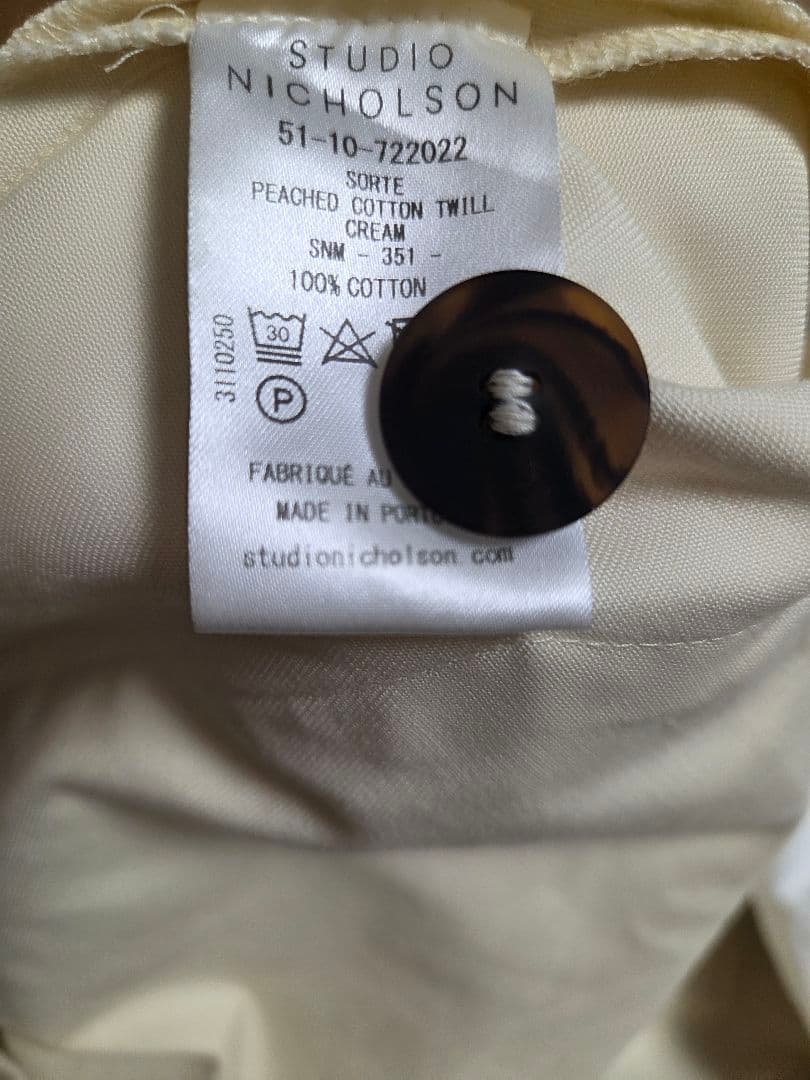 STUDIO
NICHOLSON
51-10-722022
SORTE
PEACHED COTTON TWILL
CREAM
SNM - 351 -
100% COTTON
30
3110250
P
FABRIQUÉ AU
MADE IN
studionicholson com